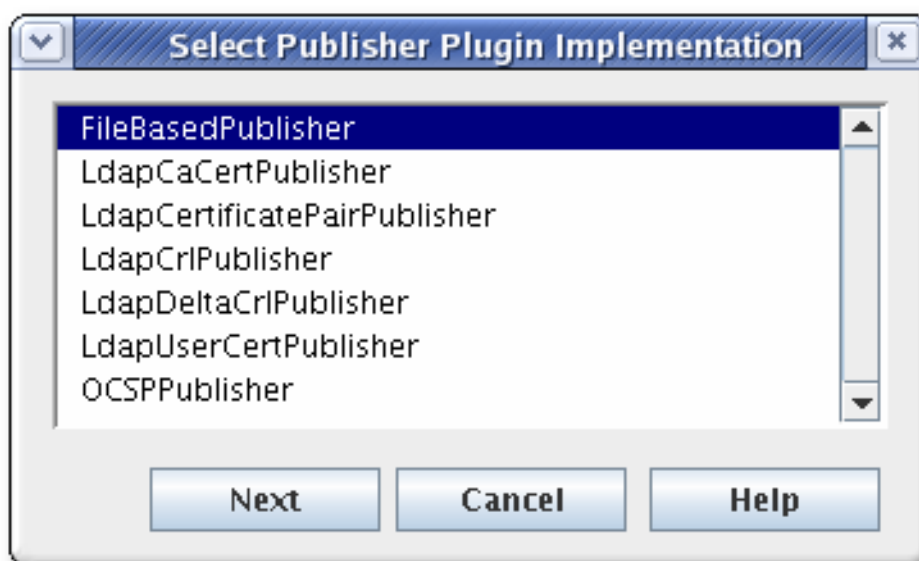 Select Publisher Plugin Implementation
FileBasedPublisher
LdapCaCertPublisher
LdapCertificatePairPublisher
LdapCrlPublisher
LdapDeltaCrlPublisher
LdapUserCertPublisher
OCSPPublisher
Next Cancel Help